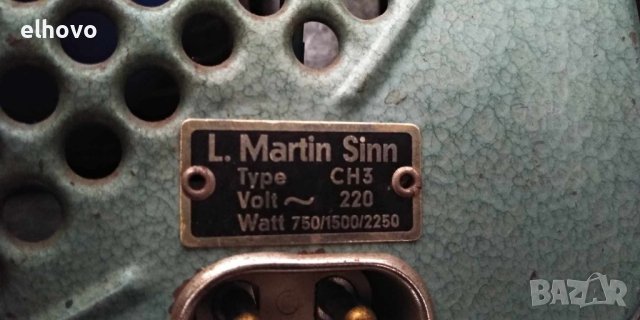 elhovo
L. Martin Sinn
Type CH3
Volt ~ 220
Watt 750/1500/2250
BAZAR